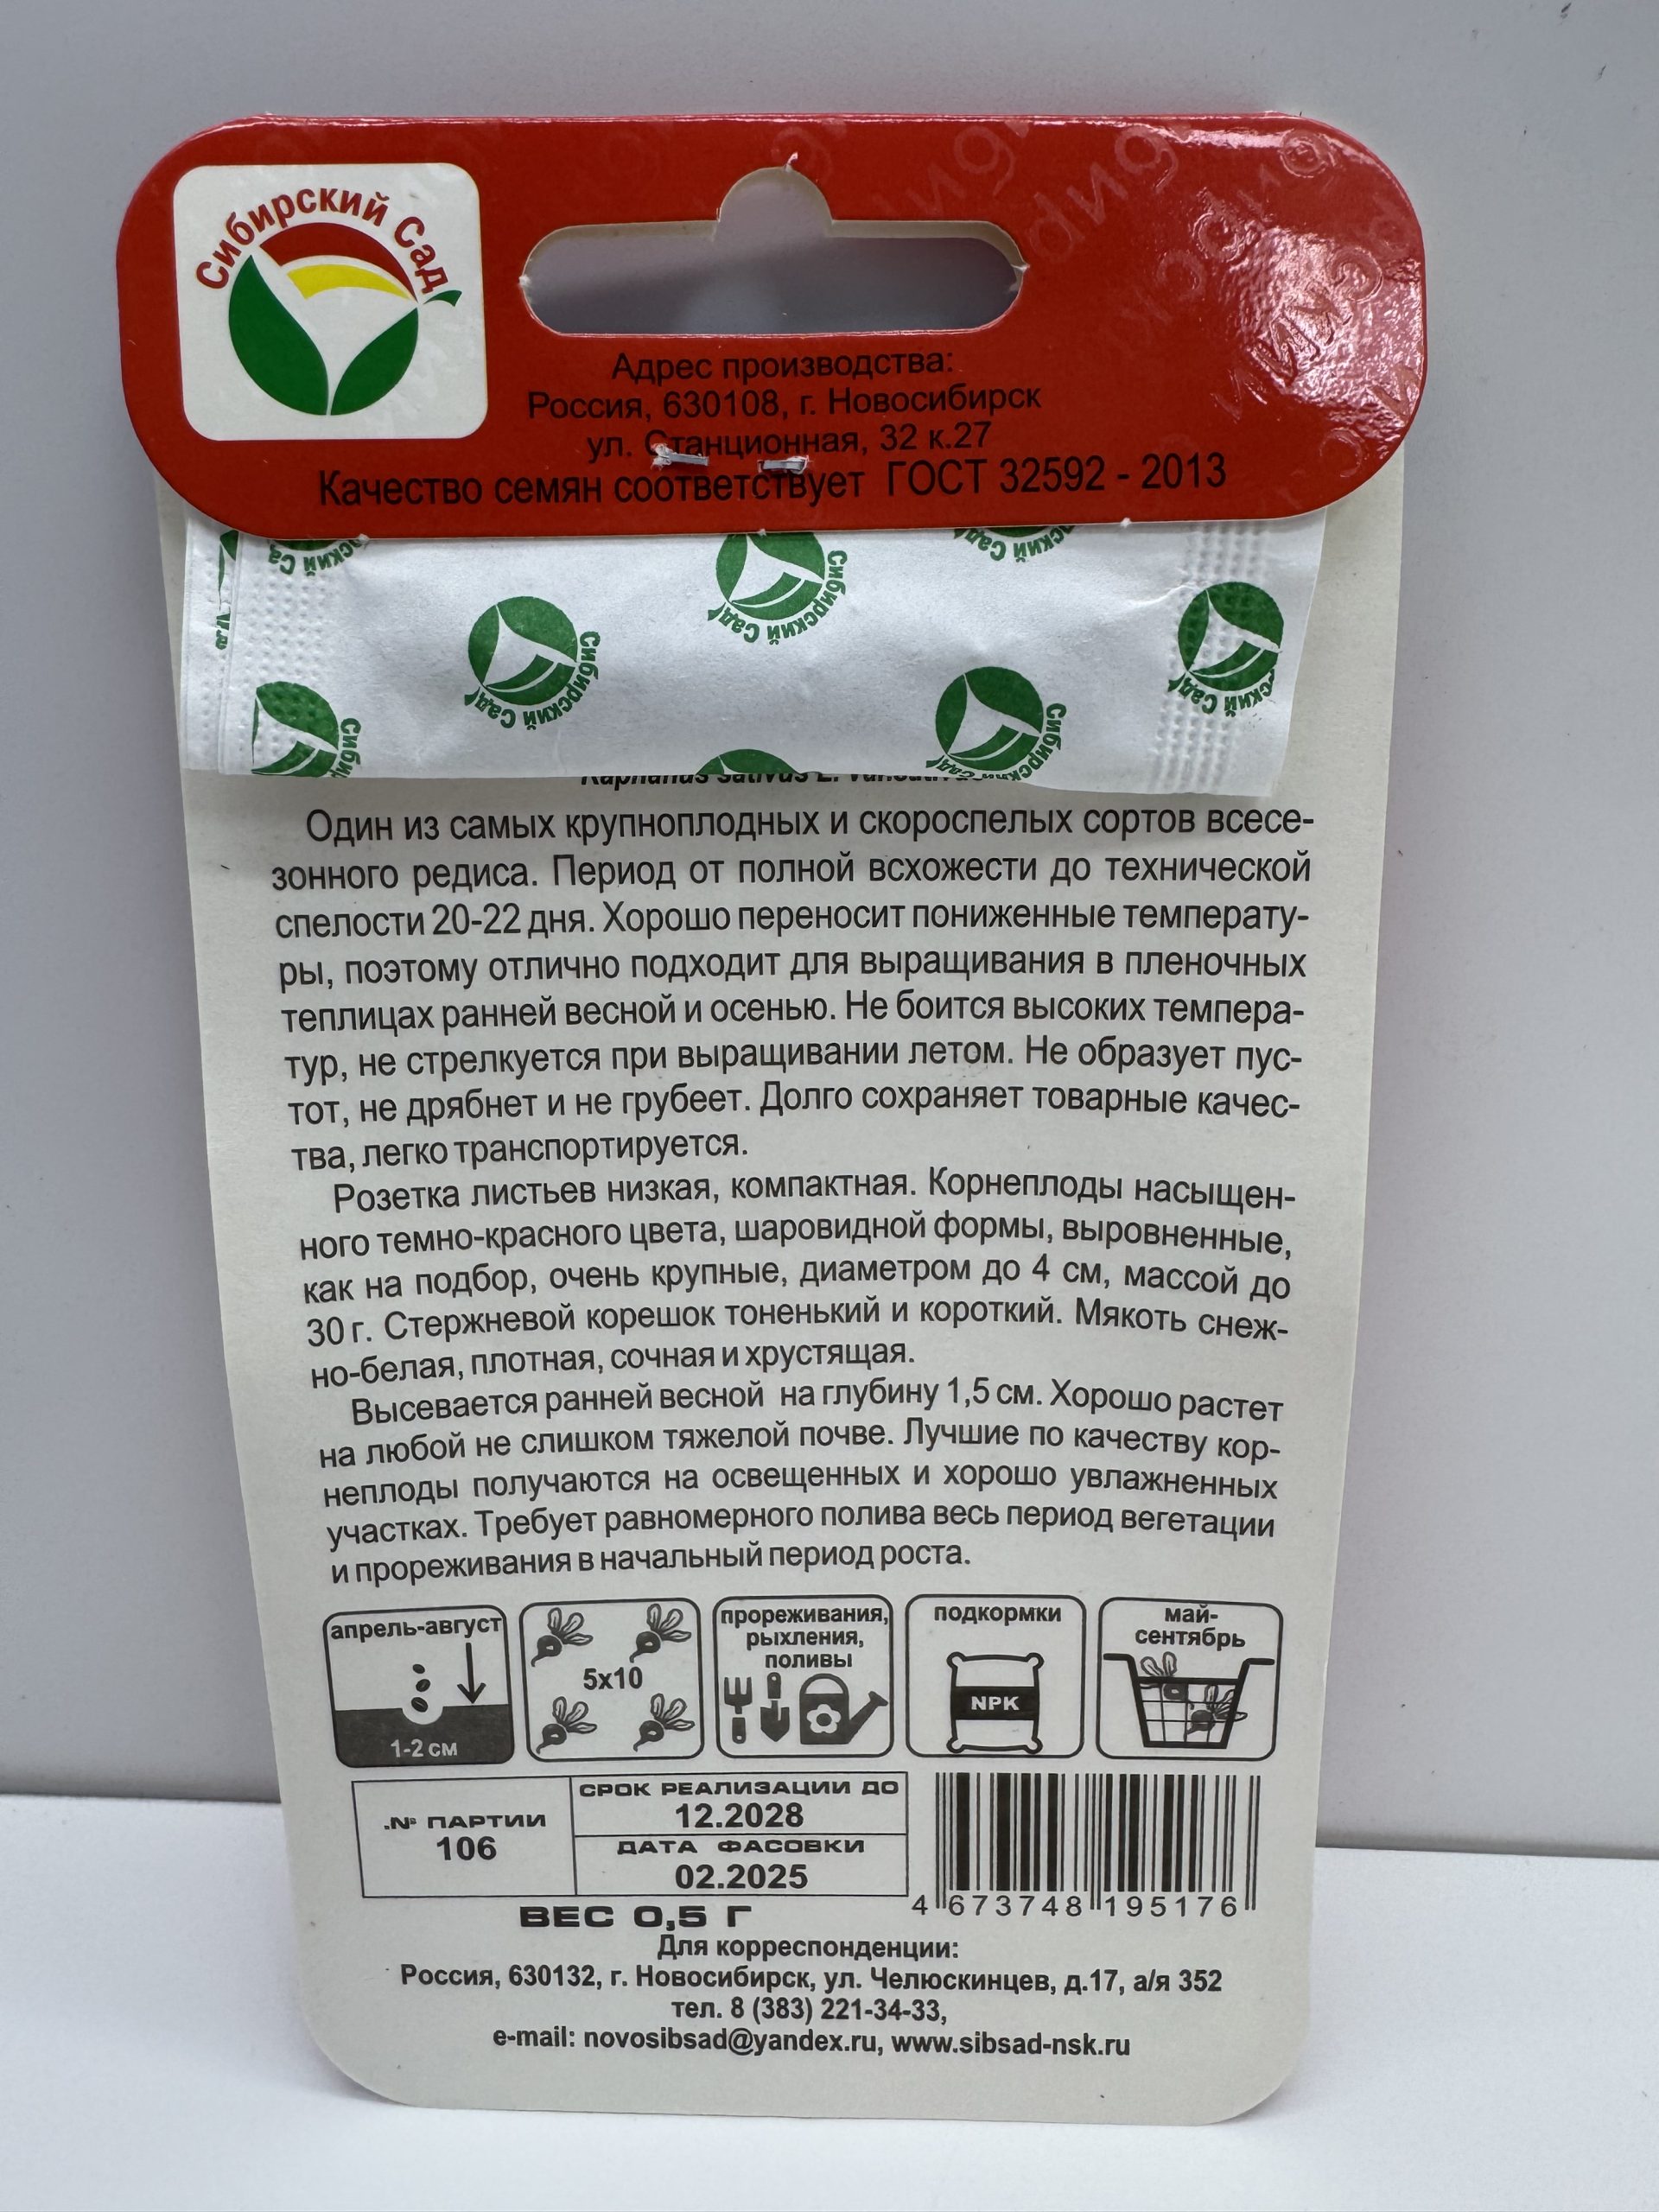 Сибирский Сад
Адрес производства:
Россия, 630108, г. Новосибирск
ул. Станционная, 32 к.27
Качество семян соответствует ГОСТ 32592 - 2013
Сибирский Сад
Сибирский Сад
Сибирский Сад
Raphanus sativus L.
Один из самых крупноплодных и скороспелых сортов всесе-
зонного редиса. Период от полной всхожести до технической
спелости 20-22 дня. Хорошо переносит пониженные температу-
ры, поэтому отлично подходит для выращивания в пленочных
теплицах ранней весной и осенью. Не боится высоких темпера-
тур, не стрелкуется при выращивании летом. Не образует пус-
тот, не дрябнет и не грубеет. Долго сохраняет товарные качес-
тва, легко транспортируется.
Розетка листьев низкая, компактная. Корнеплоды насыщен-
ного темно-красного цвета, шаровидной формы, выровненные,
как на подбор, очень крупные, диаметром до 4 см, массой до
30 г. Стержневой корешок тоненький и короткий. Мякоть снеж-
но-белая, плотная, сочная и хрустящая.
Высевается ранней весной на глубину 1,5 см. Хорошо растет
на любой не слишком тяжелой почве. Лучшие по качеству кор-
неплоды получаются на освещенных и хорошо увлажненных
участках. Требует равномерного полива весь период вегетации
и прореживания в начальный период роста.
апрель-август
1-2 см
5х10
прореживания,
рыхления,
поливы
подкормки
NPK
май-
сентябрь
№ ПАРТИИ
106
СРОК РЕАЛИЗАЦИИ ДО
12.2028
ДАТА ФАСОВКИ
02.2025
4 673748 195176
ВЕС 0,5 Г
Для корреспонденции:
Россия, 630132, г. Новосибирск, ул. Челюскинцев, д.17, а/я 352
тел. 8 (383) 221-34-33,
e-mail: novosibsad@yandex.ru, www.sibsad-nsk.ru